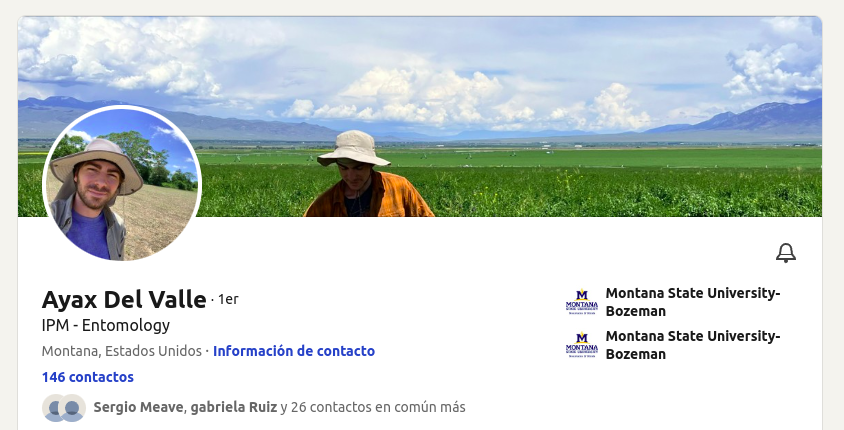 Ayax Del Valle · 1er
IPM - Entomology
Montana, Estados Unidos · Información de contacto
146 contactos
Sergio Meave, gabriela Ruiz y 26 contactos en común más
M
MONTANA
STATE UNIVERSITY
Montana State University-
Bozeman
M
MONTANA
STATE UNIVERSITY
Montana State University-
Bozeman